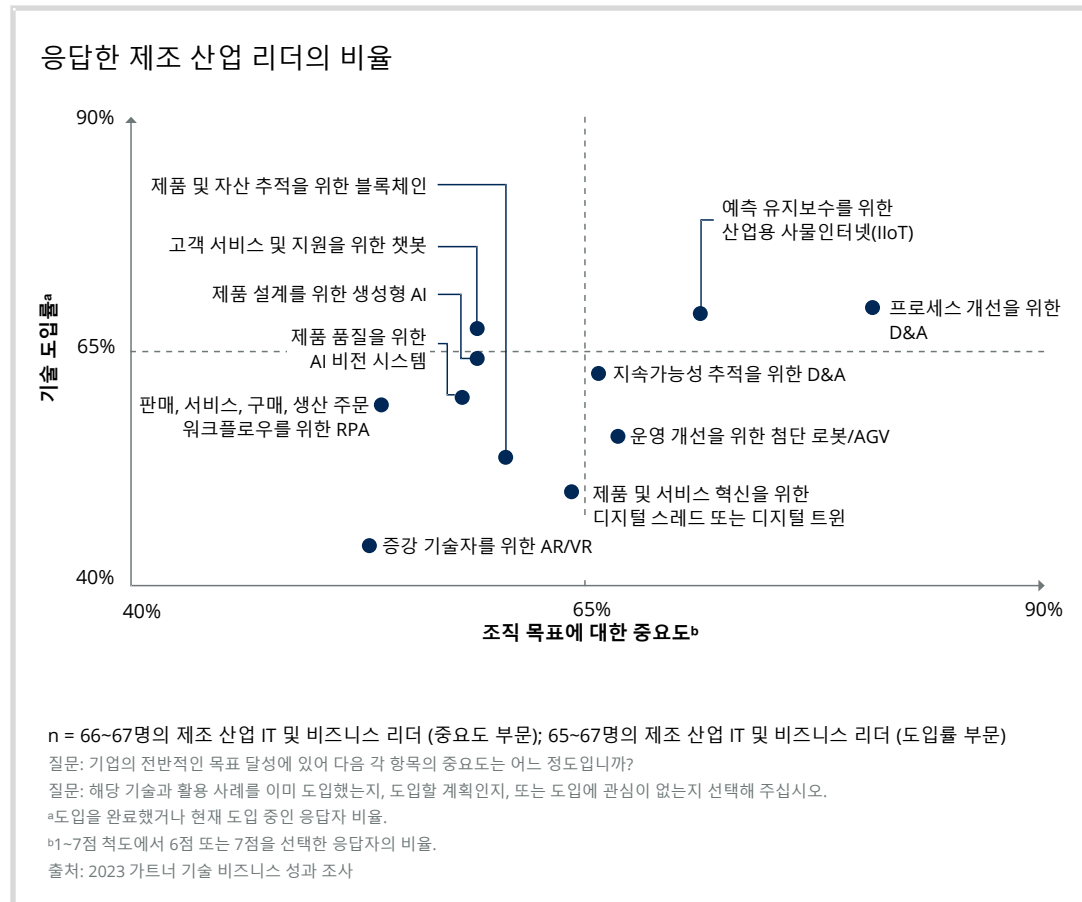 응답한 제조 산업 리더의 비율
90%
제품 및 자산 추적을 위한 블록체인
예측 유지보수를 위한
산업용 사물인터넷(IIoT)
고객 서비스 및 지원을 위한 챗봇
제품 설계를 위한 생성형 AI
프로세스 개선을 위한
D&A
제품 품질을 위한
AI 비전 시스템
기술 도입률a
65%
지속가능성 추적을 위한 D&A
판매, 서비스, 구매, 생산 주문
워크플로우를 위한 RPA
운영 개선을 위한 첨단 로봇/AGV
제품 및 서비스 혁신을 위한
디지털 스레드 또는 디지털 트윈
증강 기술자를 위한 AR/VR
40%
40%
65%
90%
조직 목표에 대한 중요도b
n = 66~67명의 제조 산업 IT 및 비즈니스 리더 (중요도 부문); 65~67명의 제조 산업 IT 및 비즈니스 리더 (도입률 부문)
질문: 기업의 전반적인 목표 달성에 있어 다음 각 항목의 중요도는 어느 정도입니까?
질문: 해당 기술과 활용 사례를 이미 도입했는지, 도입할 계획인지, 또는 도입에 관심이 없는지 선택해 주십시오.
a도입을 완료했거나 현재 도입 중인 응답자 비율.
b1~7점 척도에서 6점 또는 7점을 선택한 응답자의 비율.
출처: 2023 가트너 기술 비즈니스 성과 조사